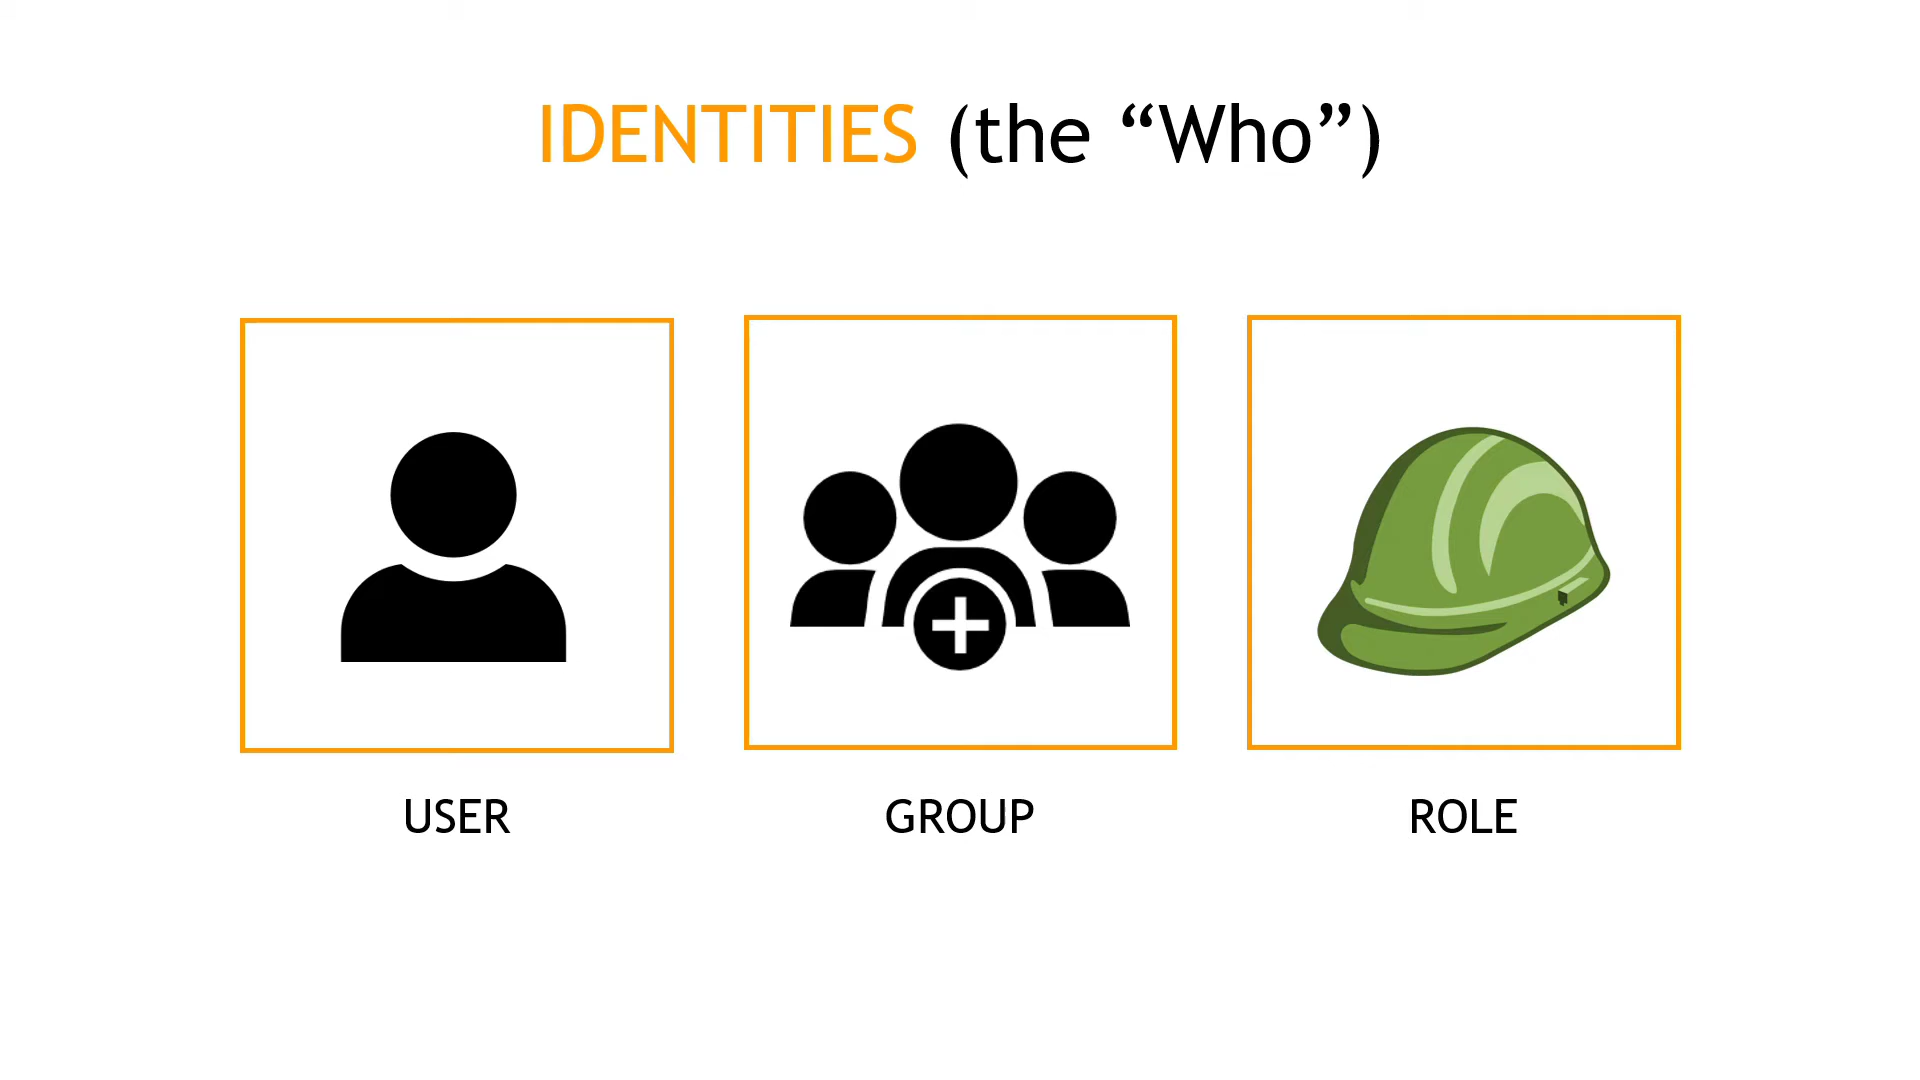 IDENTITIES (the “Who”)
USER
GROUP
ROLE